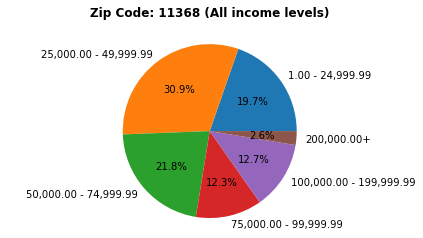 Zip Code: 11368 (All income levels)
25,000.00 - 49,999.99
1.00 - 24,999.99
30.9%
19.7%
2.6%
200,000.00+
12.7%
21.8%
12.3%
100,000.00 - 199,999.99
50,000.00 - 74,999.99
75,000.00 - 99,999.99